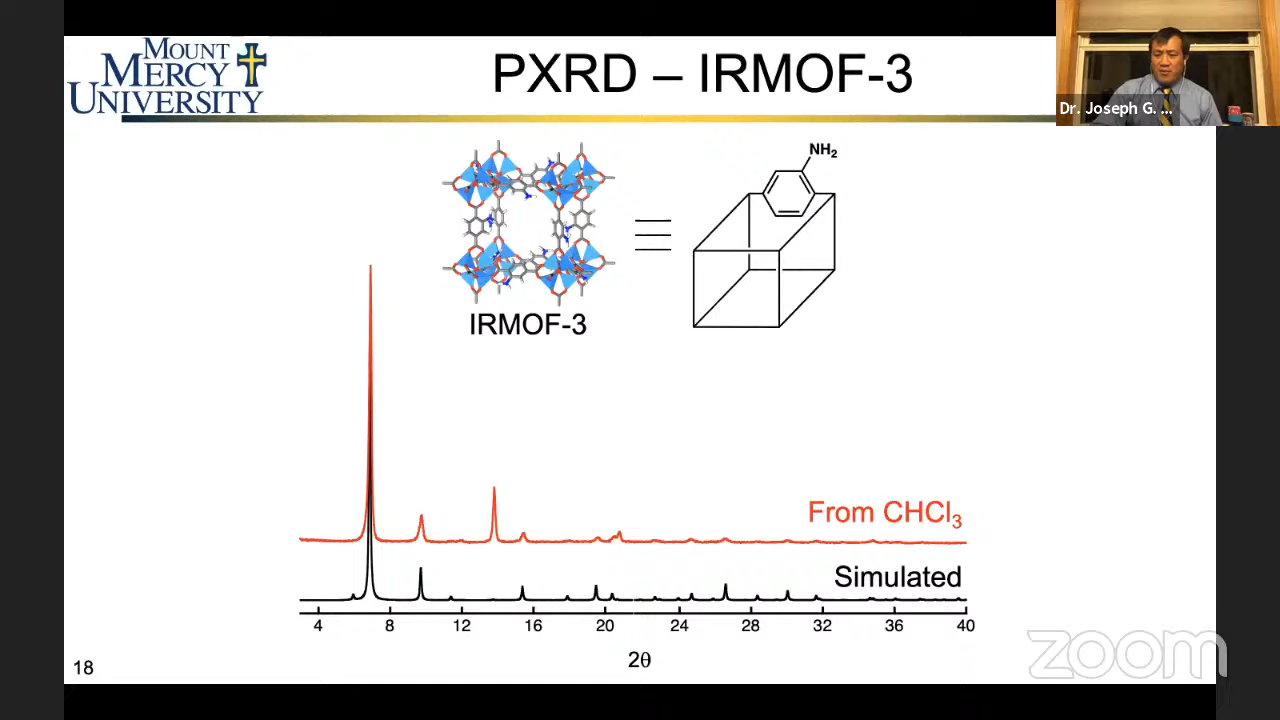 MOUNT
MERCY
UNIVERSITY
PXRD – IRMOF-3
Dr. Joseph G. ...
NH₂
IRMOF-3
From CHCl₃
Simulated
4 8 12 16 20 24 28 32 36 40
2θ
18
zoom